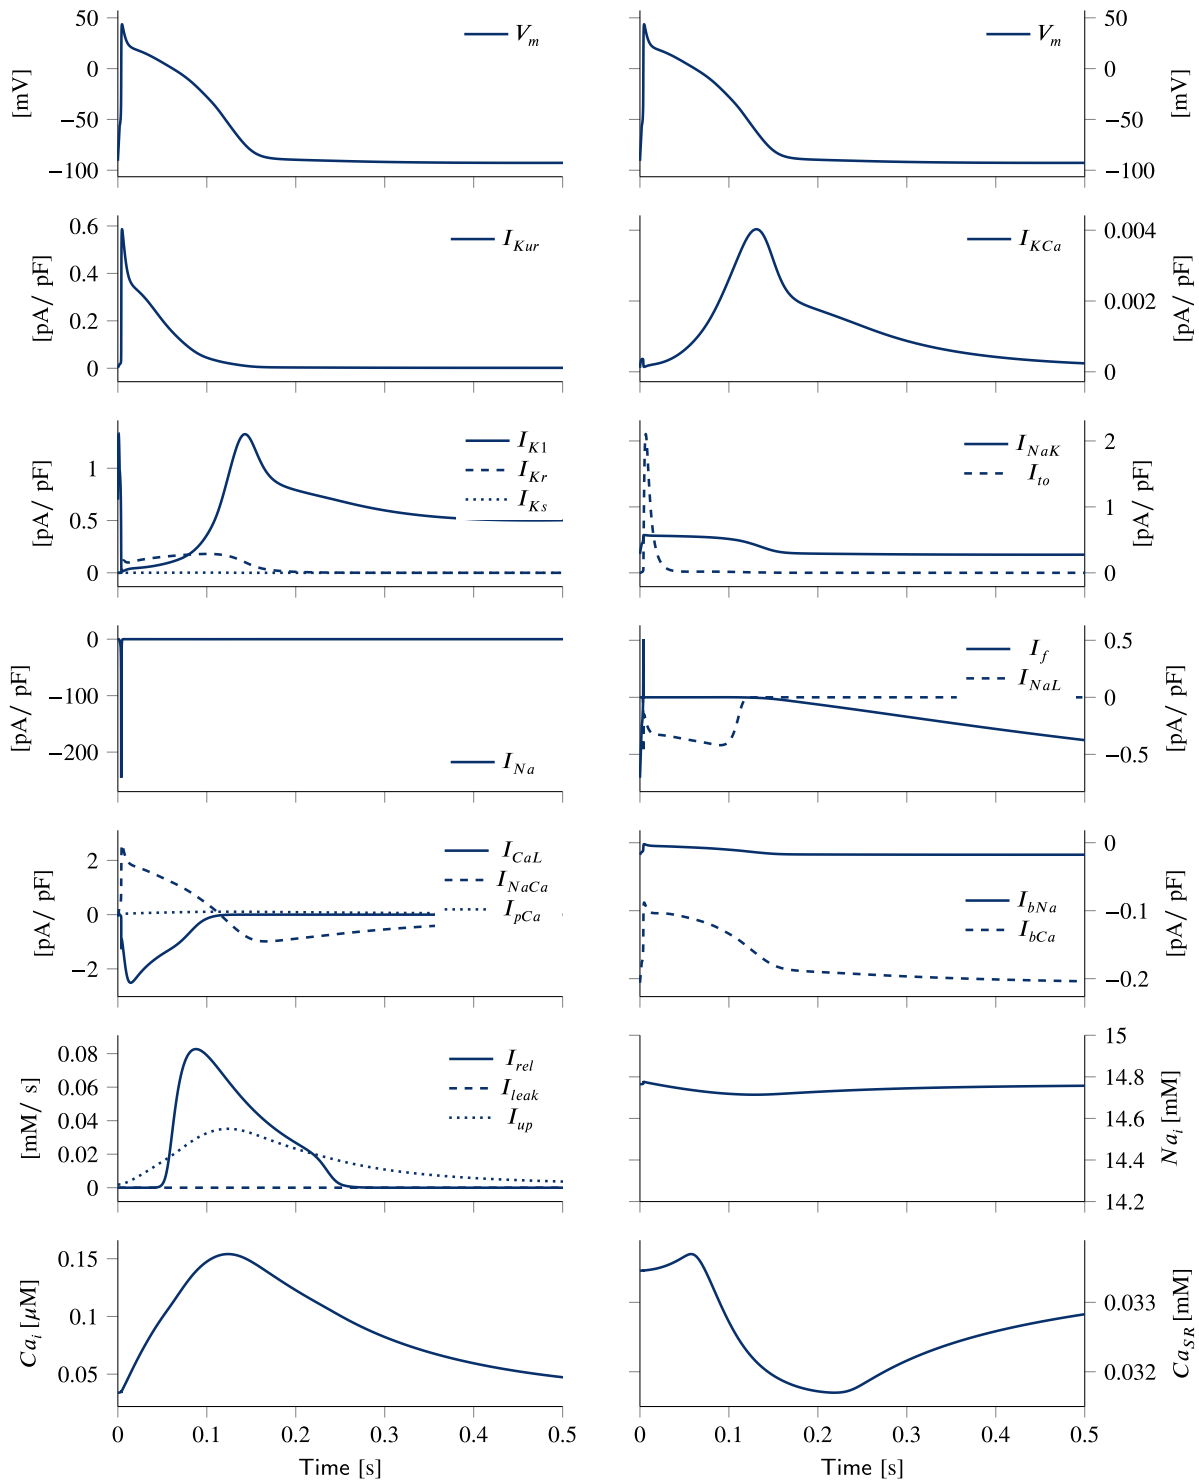 50
0
−50
−100
[mV]
V_m
50
0
−50
−100
[mV]
V_m
0.6
0.4
0.2
0
[pA/ pF]
I_Kur
0.004
0.002
0
[pA/ pF]
I_KCa
1
0.5
0
[pA/ pF]
I_K1
I_Kr
I_Ks
2
1
0
[pA/ pF]
I_NaK
I_to
0
−100
−200
[pA/ pF]
I_Na
0.5
0
−0.5
[pA/ pF]
I_f
I_NaL
2
0
−2
[pA/ pF]
I_CaL
I_NaCa
I_pCa
0
−0.1
−0.2
[pA/ pF]
I_bNa
I_bCa
0.08
0.06
0.04
0.02
0
[mM/ s]
I_rel
I_leak
I_up
15
14.8
14.6
14.4
14.2
Na_i [mM]
0.15
0.1
0.05
Ca_i [μM]
0 0.1 0.2 0.3 0.4 0.5
Time [s]
0.033
0.032
Ca_SR [mM]
0 0.1 0.2 0.3 0.4 0.5
Time [s]